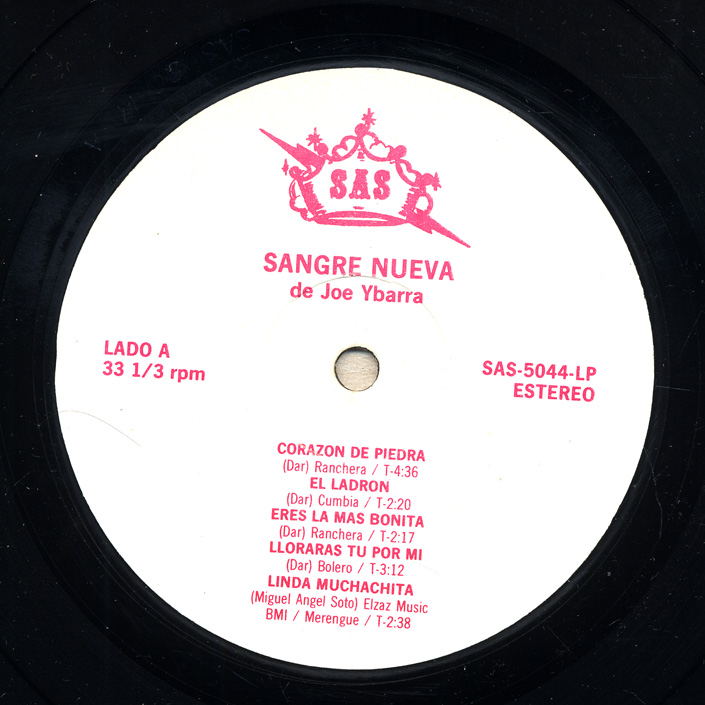 SAS
SANGRE NUEVA
de Joe Ybarra
LADO A
33 1/3 rpm
SAS-5044-LP
ESTEREO
CORAZON DE PIEDRA
(Dar) Ranchera / T-4:36
EL LADRON
(Dar) Cumbia / T-2:20
ERES LA MAS BONITA
(Dar) Ranchera / T-2:17
LLORARAS TU POR MI
(Dar) Bolero / T-3:12
LINDA MUCHACHITA
(Miguel Angel Soto) Elzaz Music
BMI / Merengue / T-2:38